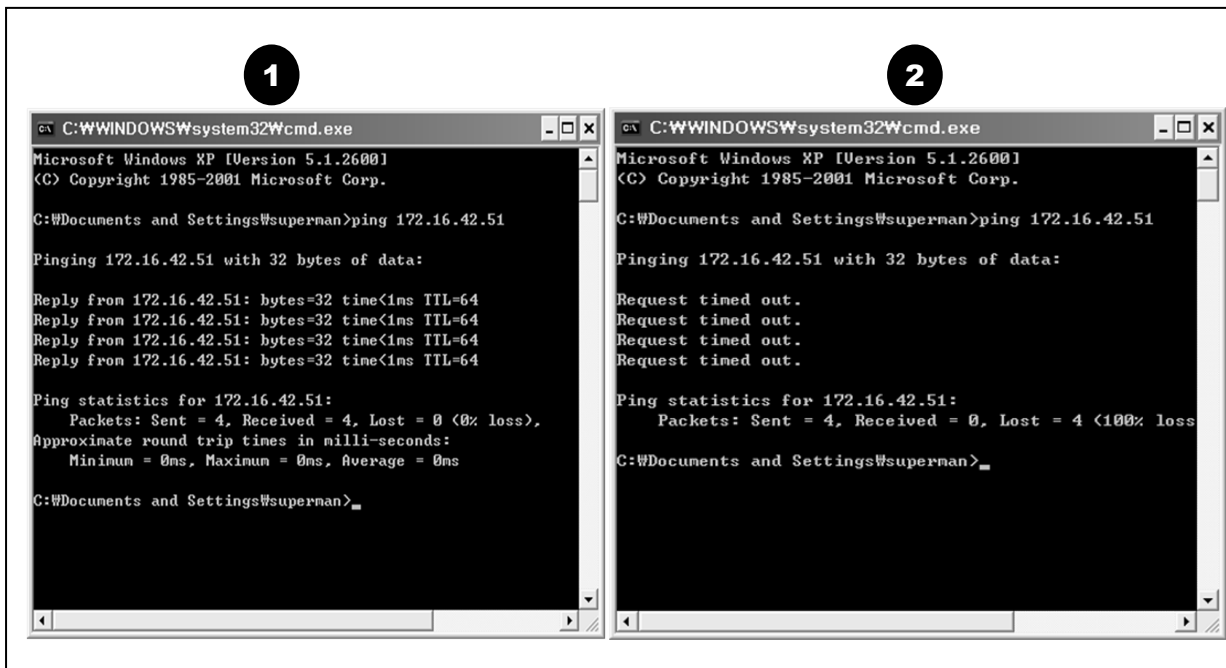 1
C:₩WINDOWS₩system32₩cmd.exe
Microsoft Windows XP [Version 5.1.2600]
(C) Copyright 1985-2001 Microsoft Corp.
C:₩Documents and Settings₩superman>ping 172.16.42.51
Pinging 172.16.42.51 with 32 bytes of data:
Reply from 172.16.42.51: bytes=32 time<1ms TTL=64
Reply from 172.16.42.51: bytes=32 time<1ms TTL=64
Reply from 172.16.42.51: bytes=32 time<1ms TTL=64
Reply from 172.16.42.51: bytes=32 time<1ms TTL=64
Ping statistics for 172.16.42.51:
Packets: Sent = 4, Received = 4, Lost = 0 (0% loss),
Approximate round trip times in milli-seconds:
Minimum = 0ms, Maximum = 0ms, Average = 0ms
C:₩Documents and Settings₩superman>_
2
C:₩WINDOWS₩system32₩cmd.exe
Microsoft Windows XP [Version 5.1.2600]
(C) Copyright 1985-2001 Microsoft Corp.
C:₩Documents and Settings₩superman>ping 172.16.42.51
Pinging 172.16.42.51 with 32 bytes of data:
Request timed out.
Request timed out.
Request timed out.
Request timed out.
Ping statistics for 172.16.42.51:
Packets: Sent = 4, Received = 0, Lost = 4 (100% loss
C:₩Documents and Settings₩superman>_